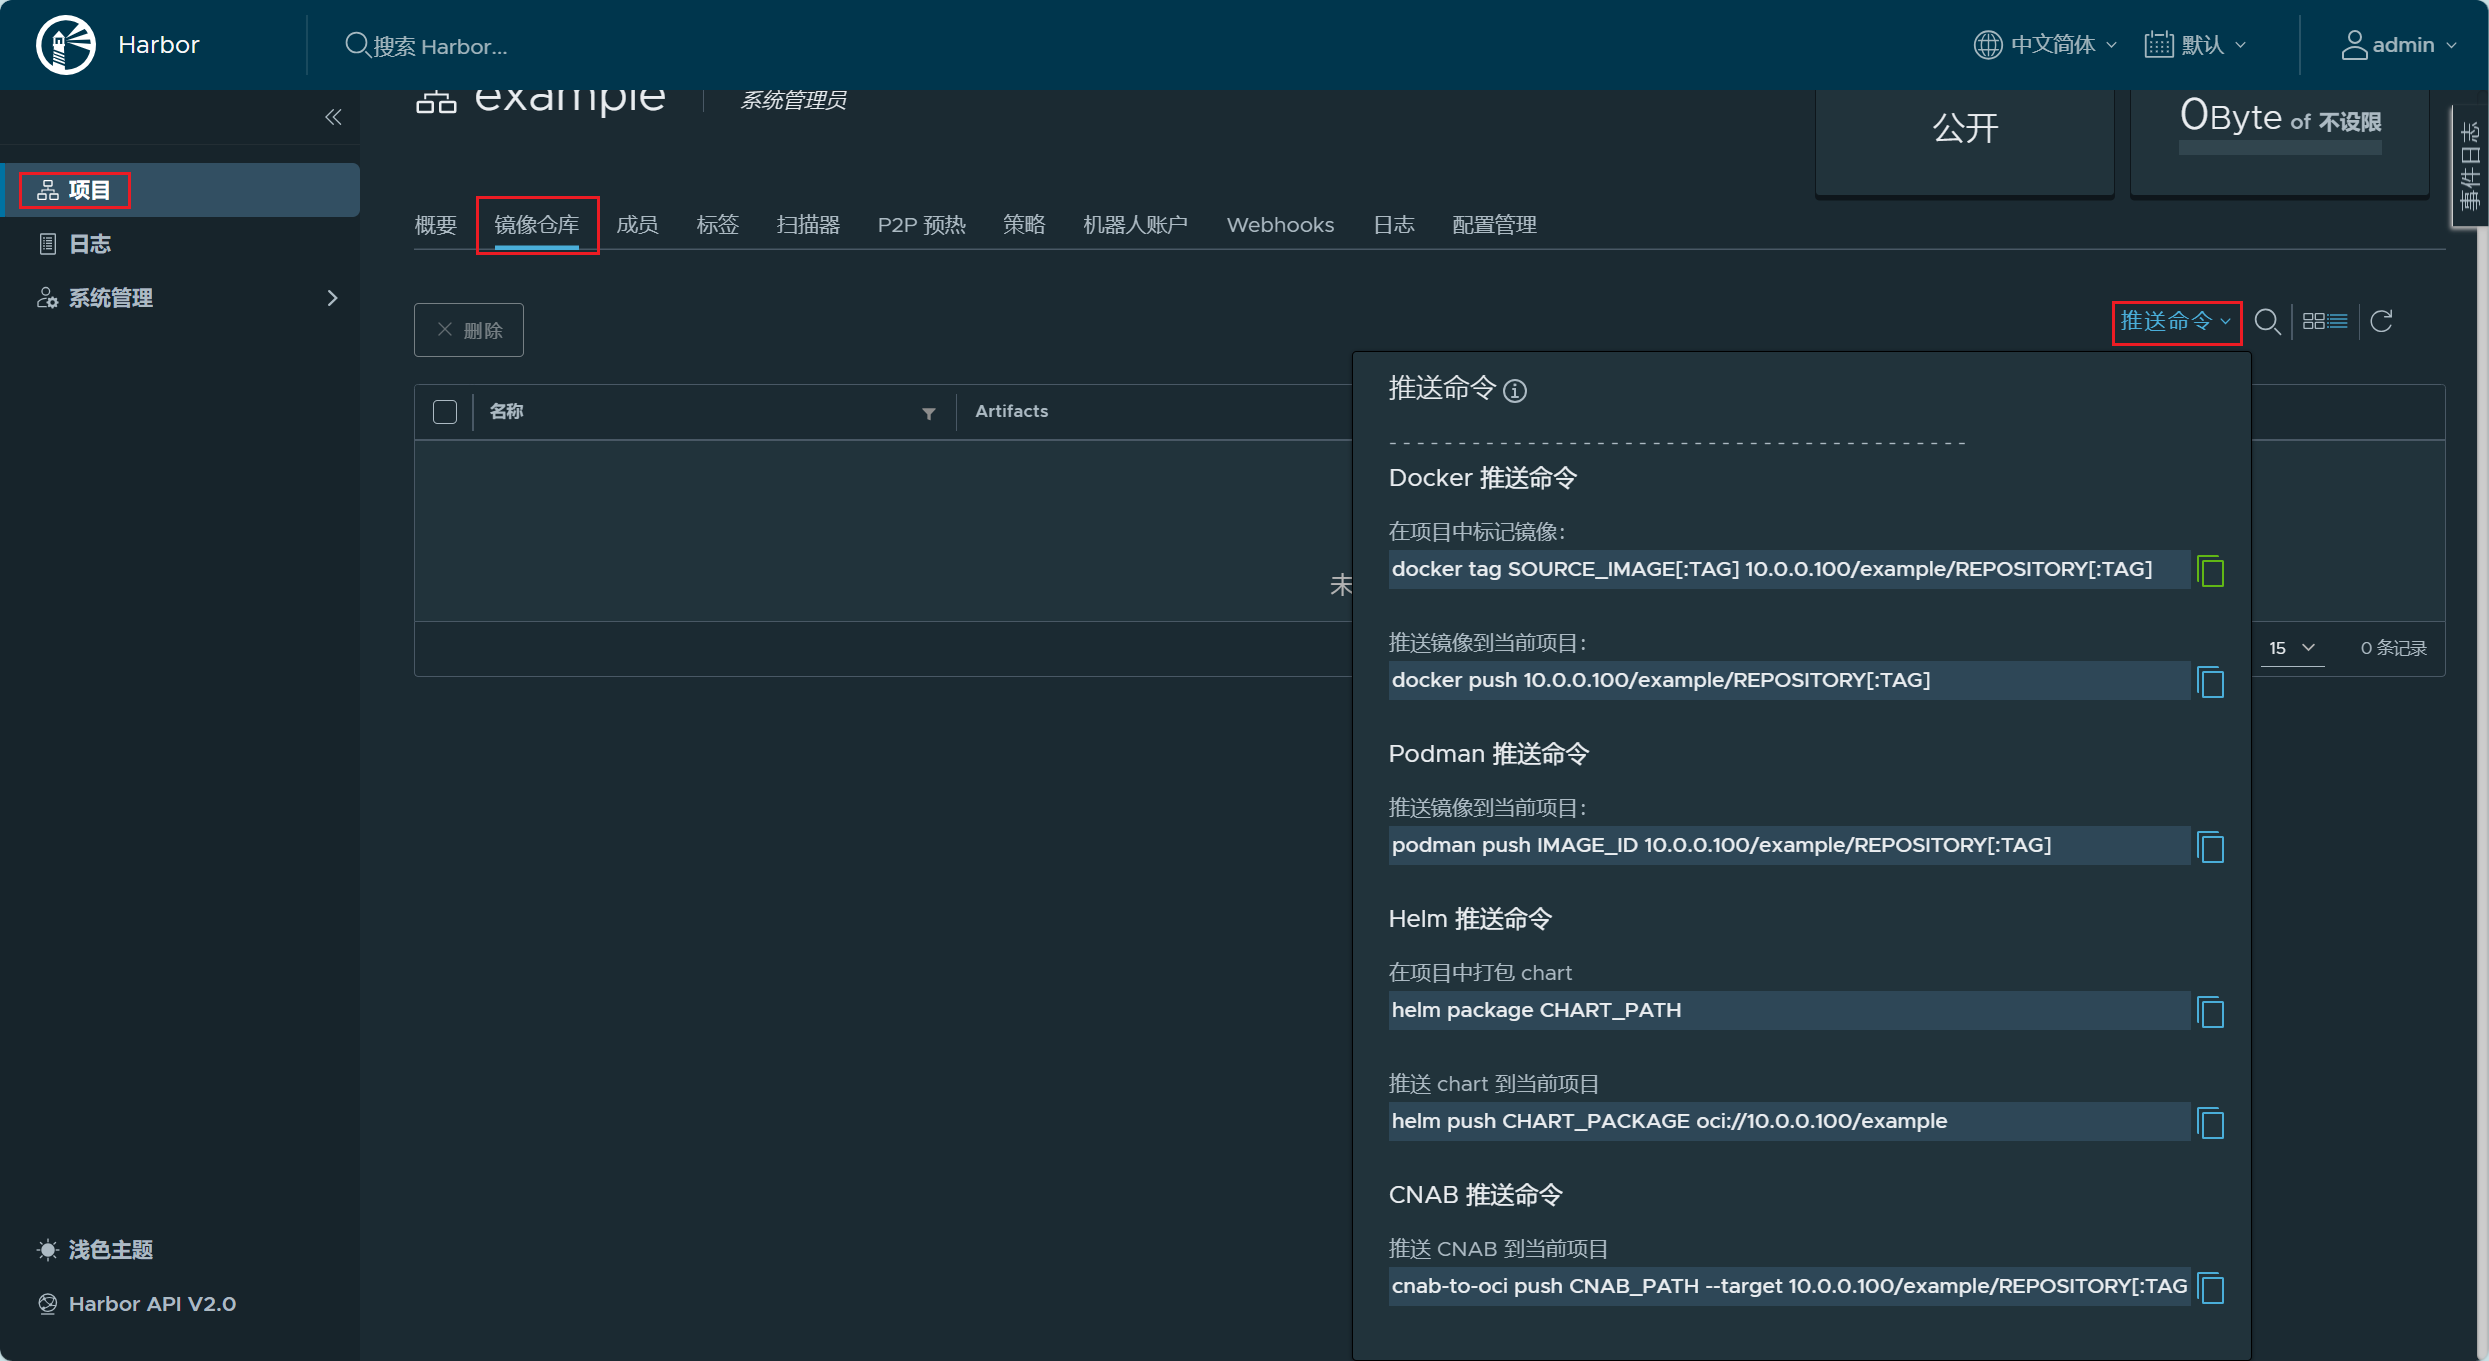 Harbor
搜索 Harbor...
中文简体
默认
admin
example
系统管理员
公开
0Byte of 不设限
事件日志
项目
日志
系统管理
概要
镜像仓库
成员
标签
扫描器
P2P 预热
策略
机器人账户
Webhooks
日志
配置管理
删除
推送命令
名称
Artifacts
未
15
0 条记录
推送命令
- - - - - - - - - - - - - - - - - - - - - - - - - - - - - - - - - - - - - - - - - -
Docker 推送命令
在项目中标记镜像:
docker tag SOURCE_IMAGE[:TAG] 10.0.0.100/example/REPOSITORY[:TAG]
推送镜像到当前项目:
docker push 10.0.0.100/example/REPOSITORY[:TAG]
Podman 推送命令
推送镜像到当前项目:
podman push IMAGE_ID 10.0.0.100/example/REPOSITORY[:TAG]
Helm 推送命令
在项目中打包 chart
helm package CHART_PATH
推送 chart 到当前项目
helm push CHART_PACKAGE oci://10.0.0.100/example
CNAB 推送命令
推送 CNAB 到当前项目
cnab-to-oci push CNAB_PATH --target 10.0.0.100/example/REPOSITORY[:TAG
浅色主题
Harbor API V2.0